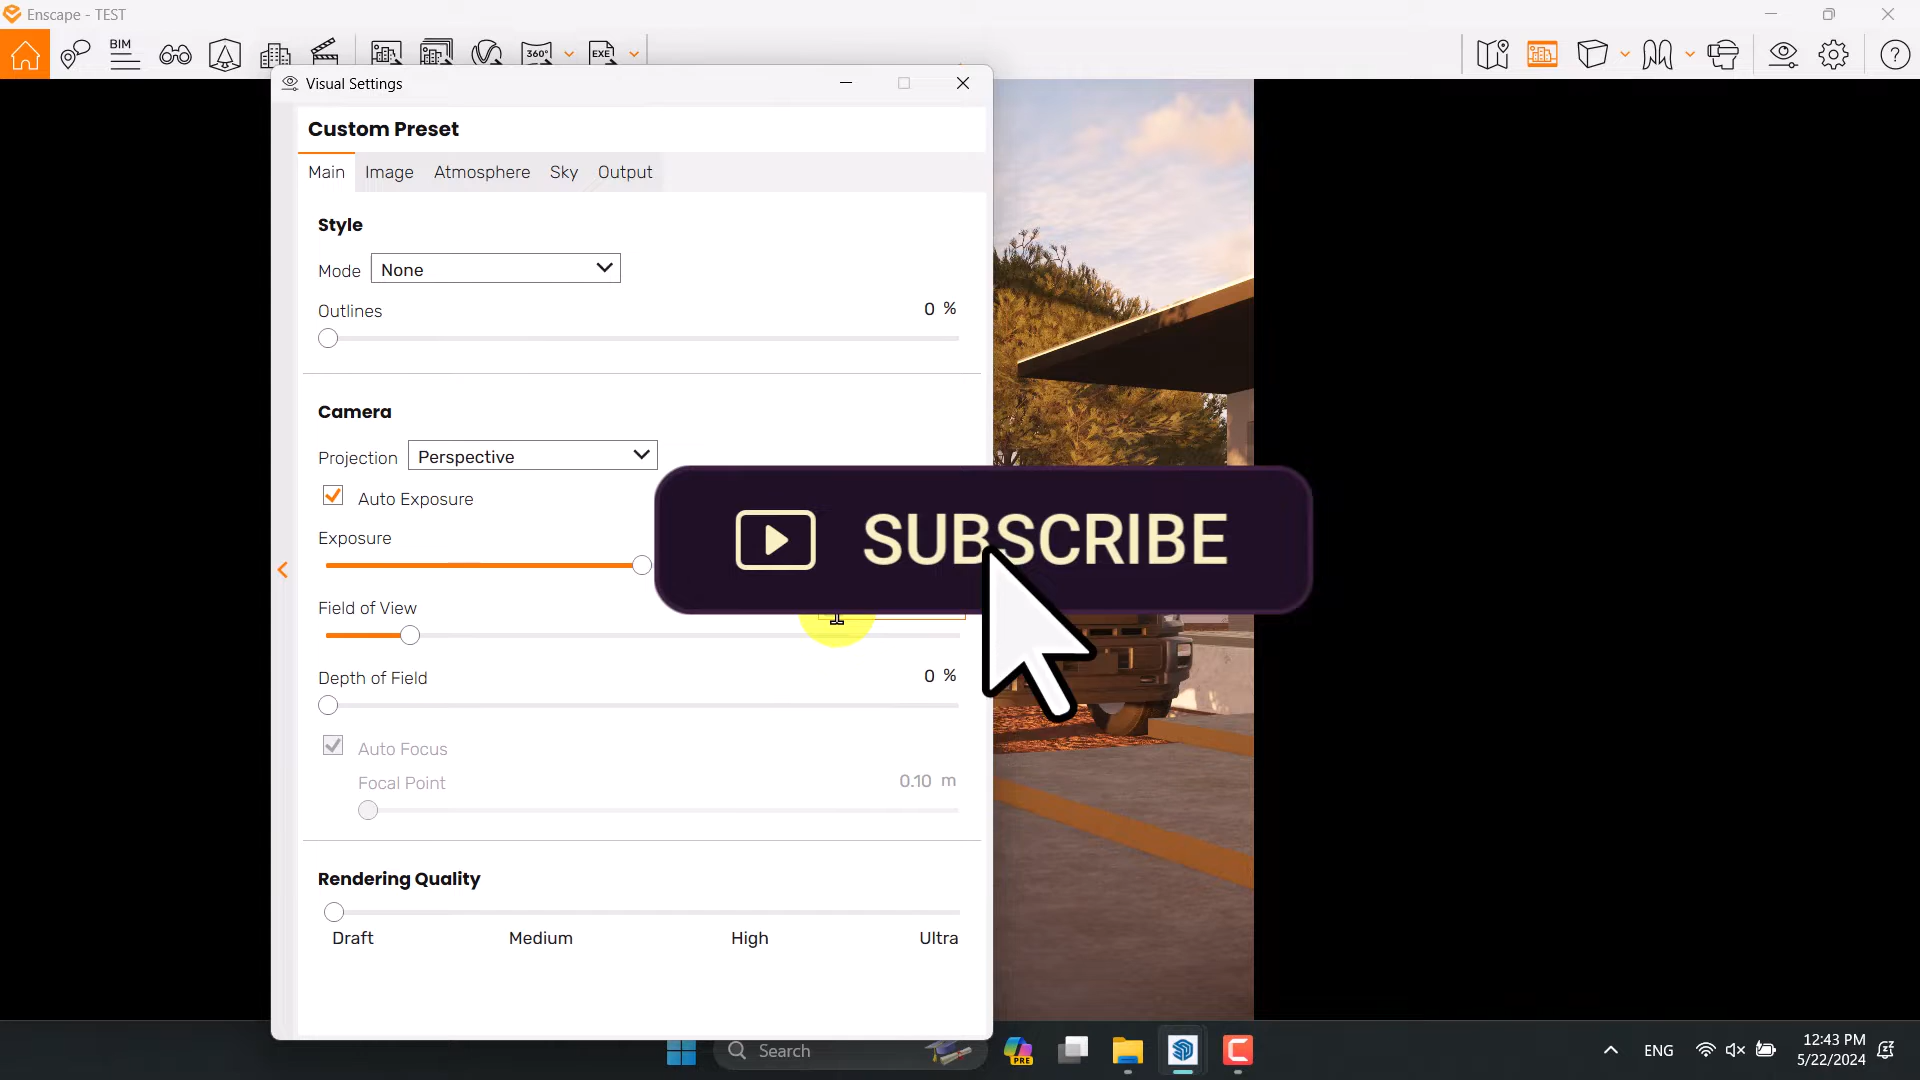 Enscape - TEST
BIM
360°
EXE
?
Visual Settings
Custom Preset
Main Image Atmosphere Sky Output
Style
Mode None
Outlines 0 %
Camera
Projection Perspective
Auto Exposure
Exposure
SUBSCRIBE
Field of View
Depth of Field 0 %
Auto Focus
Focal Point 0.10 m
Rendering Quality
Draft Medium High Ultra
Search
PRE
ENG
12:43 PM
5/22/2024